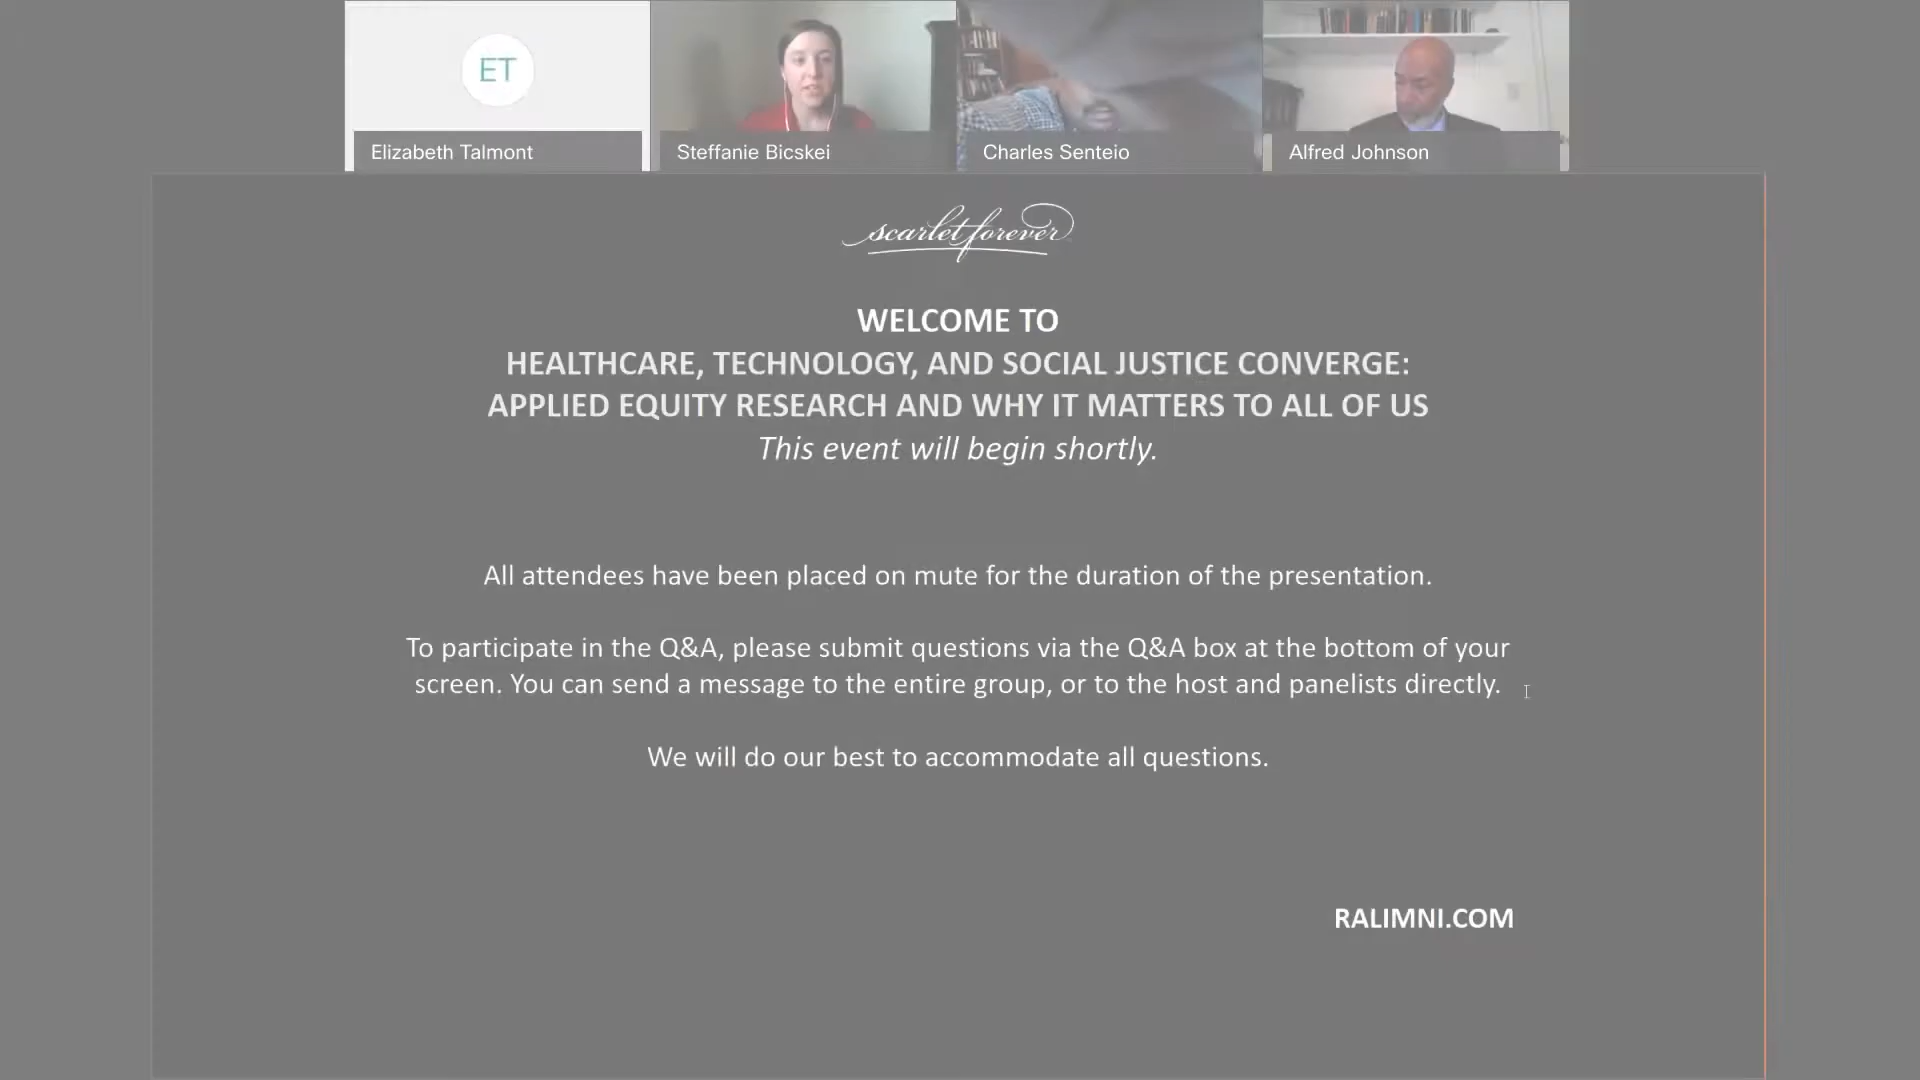 ET
Elizabeth Talmont
Steffanie Bicskei
Charles Senteio
Alfred Johnson
scarlet forever
WELCOME TO
HEALTHCARE, TECHNOLOGY, AND SOCIAL JUSTICE CONVERGE:
APPLIED EQUITY RESEARCH AND WHY IT MATTERS TO ALL OF US
This event will begin shortly.
All attendees have been placed on mute for the duration of the presentation.
To participate in the Q&A, please submit questions via the Q&A box at the bottom of your
screen. You can send a message to the entire group, or to the host and panelists directly.
We will do our best to accommodate all questions.
RALIMNI.COM